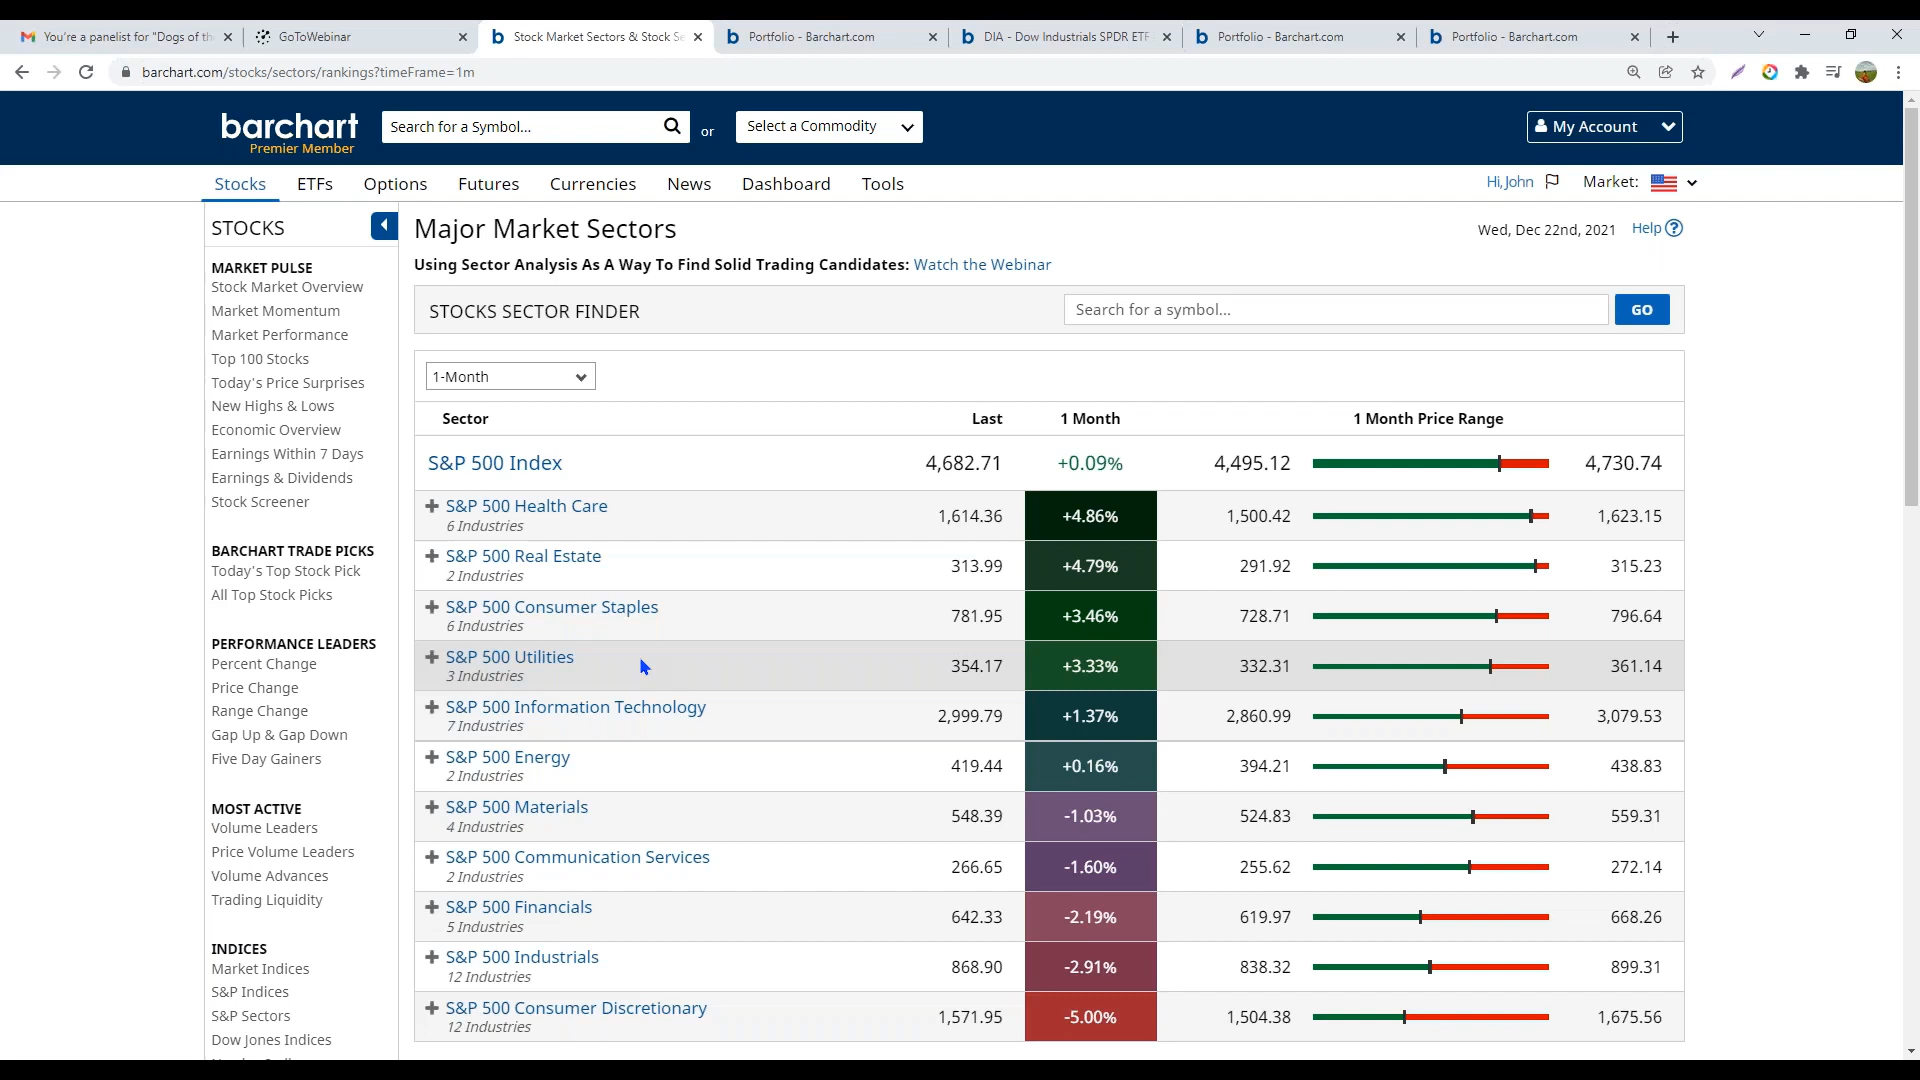 You're a panelist for "Dogs of th
GoToWebinar
Stock Market Sectors & Stock Se
Portfolio - Barchart.com
DIA - Dow Industrials SPDR ETF
Portfolio - Barchart.com
Portfolio - Barchart.com
barchart.com/stocks/sectors/rankings?timeFrame=1m
barchart
Premier Member
Search for a Symbol...
or
Select a Commodity
My Account
Stocks ETFs Options Futures Currencies News Dashboard Tools
Hi, John
Market:
STOCKS
MARKET PULSE
Stock Market Overview
Market Momentum
Market Performance
Top 100 Stocks
Today's Price Surprises
New Highs & Lows
Economic Overview
Earnings Within 7 Days
Earnings & Dividends
Stock Screener
BARCHART TRADE PICKS
Today's Top Stock Pick
All Top Stock Picks
PERFORMANCE LEADERS
Percent Change
Price Change
Range Change
Gap Up & Gap Down
Five Day Gainers
MOST ACTIVE
Volume Leaders
Price Volume Leaders
Volume Advances
Trading Liquidity
INDICES
Market Indices
S&P Indices
S&P Sectors
Dow Jones Indices
Major Market Sectors
Wed, Dec 22nd, 2021 Help ?
Using Sector Analysis As A Way To Find Solid Trading Candidates: Watch the Webinar
STOCKS SECTOR FINDER
Search for a symbol...
GO
1-Month
Sector Last 1 Month 1 Month Price Range
S&P 500 Index 4,682.71 +0.09% 4,495.12 4,730.74
S&P 500 Health Care 1,614.36 +4.86% 1,500.42 1,623.15
6 Industries
S&P 500 Real Estate 313.99 +4.79% 291.92 315.23
2 Industries
S&P 500 Consumer Staples 781.95 +3.46% 728.71 796.64
6 Industries
S&P 500 Utilities 354.17 +3.33% 332.31 361.14
3 Industries
S&P 500 Information Technology 2,999.79 +1.37% 2,860.99 3,079.53
7 Industries
S&P 500 Energy 419.44 +0.16% 394.21 438.83
2 Industries
S&P 500 Materials 548.39 -1.03% 524.83 559.31
4 Industries
S&P 500 Communication Services 266.65 -1.60% 255.62 272.14
2 Industries
S&P 500 Financials 642.33 -2.19% 619.97 668.26
5 Industries
S&P 500 Industrials 868.90 -2.91% 838.32 899.31
12 Industries
S&P 500 Consumer Discretionary 1,571.95 -5.00% 1,504.38 1,675.56
12 Industries